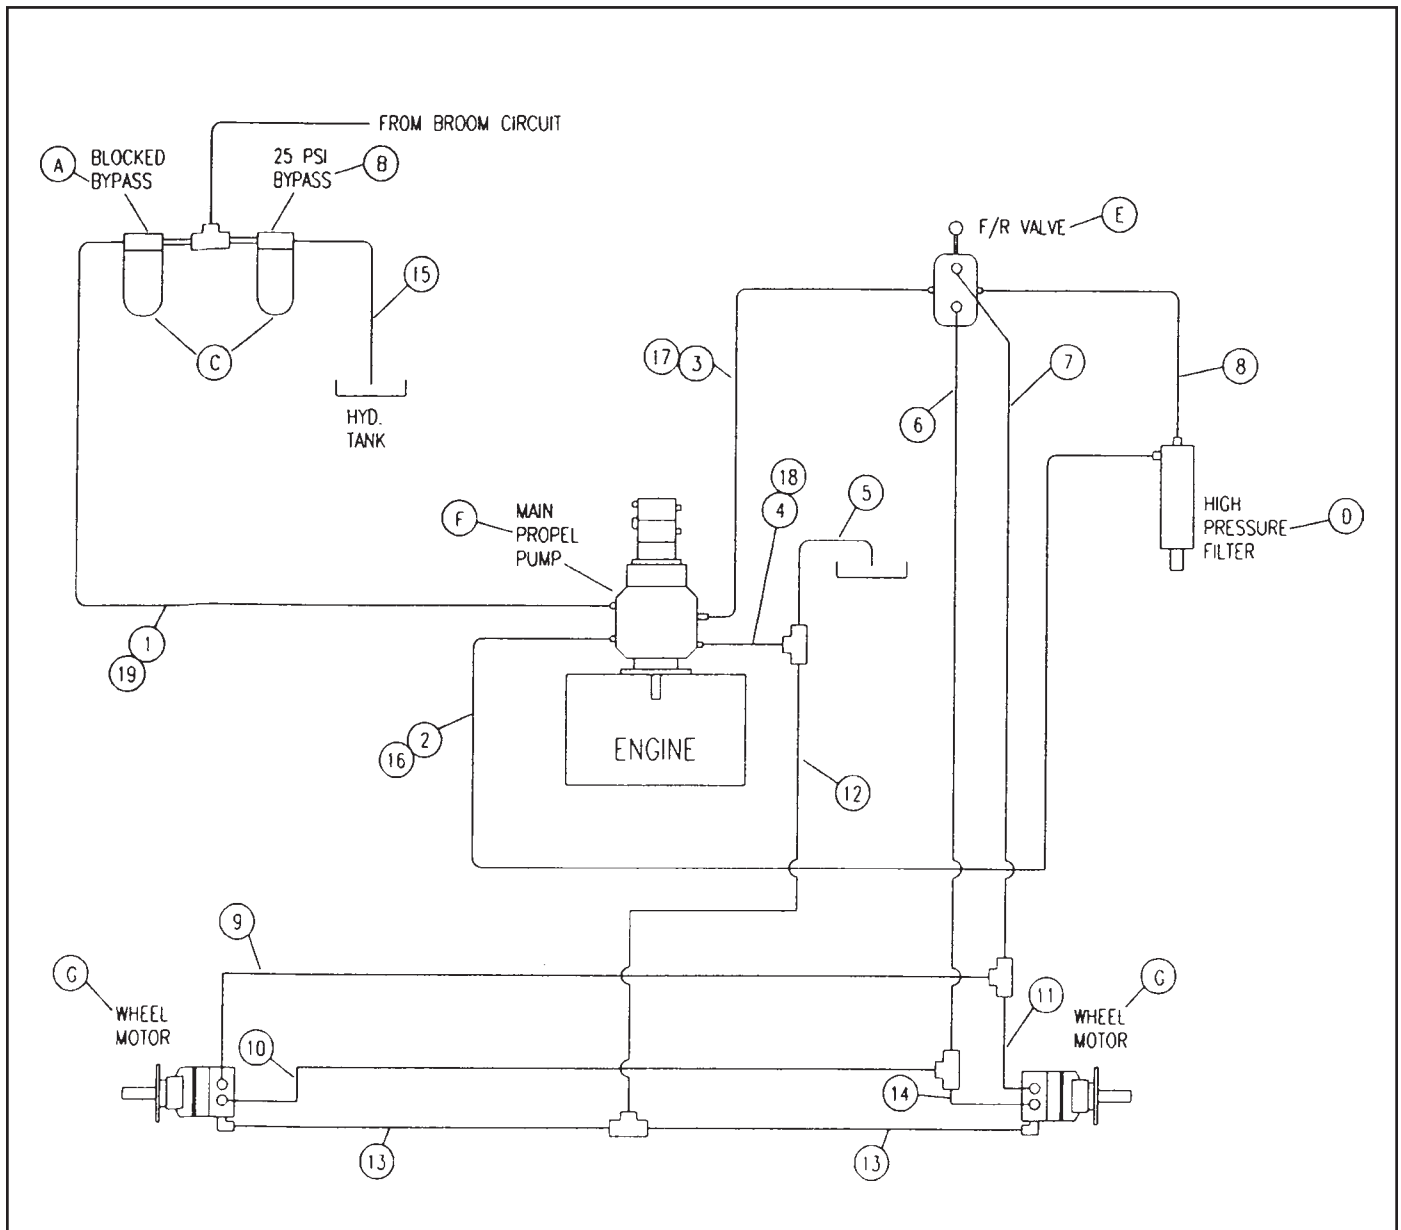 FROM BROOM CIRCUIT
A
BLOCKED
BYPASS
25 PSI
BYPASS
B
E
F/R VALVE
15
C
17
3
7
8
HYD.
TANK
6
18
4
5
F
MAIN
PROPEL
PUMP
HIGH
PRESSURE
FILTER
D
1
19
2
16
ENGINE
12
9
G
WHEEL
MOTOR
11
G
WHEEL
MOTOR
10
14
13
13